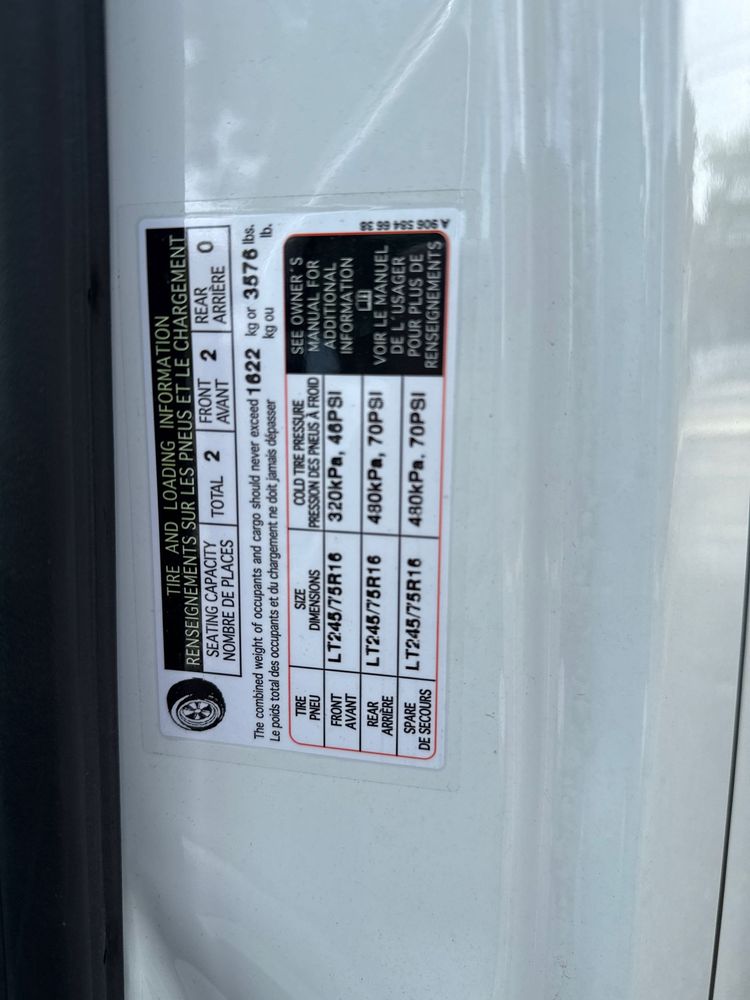 TIRE AND LOADING INFORMATION
RENSEIGNEMENTS SUR LES PNEUS ET LE CHARGEMENT
SEATING CAPACITY
NOMBRE DE PLACES
TOTAL 2
FRONT
AVANT
2
REAR
ARRIÈRE
0
The combined weight of occupants and cargo should never exceed 1622 kg or 3576 lbs.
Le poids total des occupants et du chargement ne doit jamais dépasser kg ou lb.
TIRE
PNEU
SIZE
DIMENSIONS
COLD TIRE PRESSURE
PRESSION DES PNEUS À FROID
FRONT
AVANT
LT245/75R16
320kPa, 46PSI
REAR
ARRIÈRE
LT245/75R16
480kPa, 70PSI
SPARE
DE SECOURS
LT245/75R16
480kPa, 70PSI
SEE OWNER'S
MANUAL FOR
ADDITIONAL
INFORMATION
VOIR LE MANUEL
DE L'USAGER
POUR PLUS DE
RENSEIGNEMENTS
A 906 584 66 38